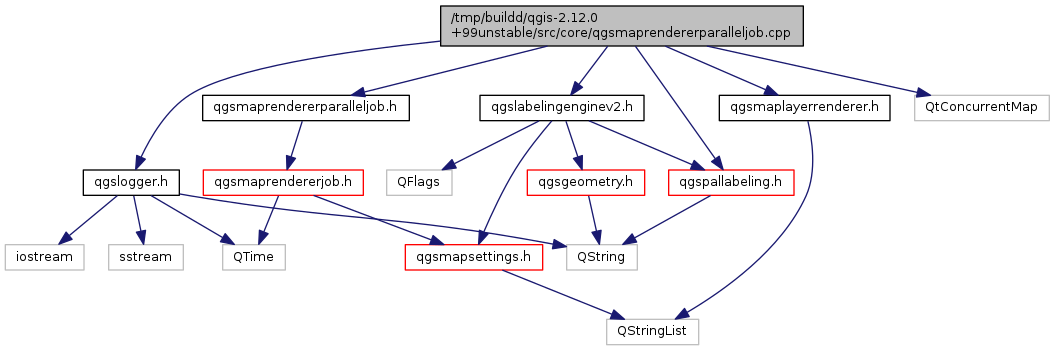 /tmp/buildd/qgis-2.12.0
+99unstable/src/core/qgsmaprendererparalleljob.cpp
qgsmaprendererparalleljob.h
qgslabelingenginev2.h
qgsmaplayerrenderer.h
QtConcurrentMap
qgslogger.h
qgsmaprendererjob.h
QFlags
qgsgeometry.h
qgspallabeling.h
iostream
sstream
QTime
qgsmapsettings.h
QString
QStringList